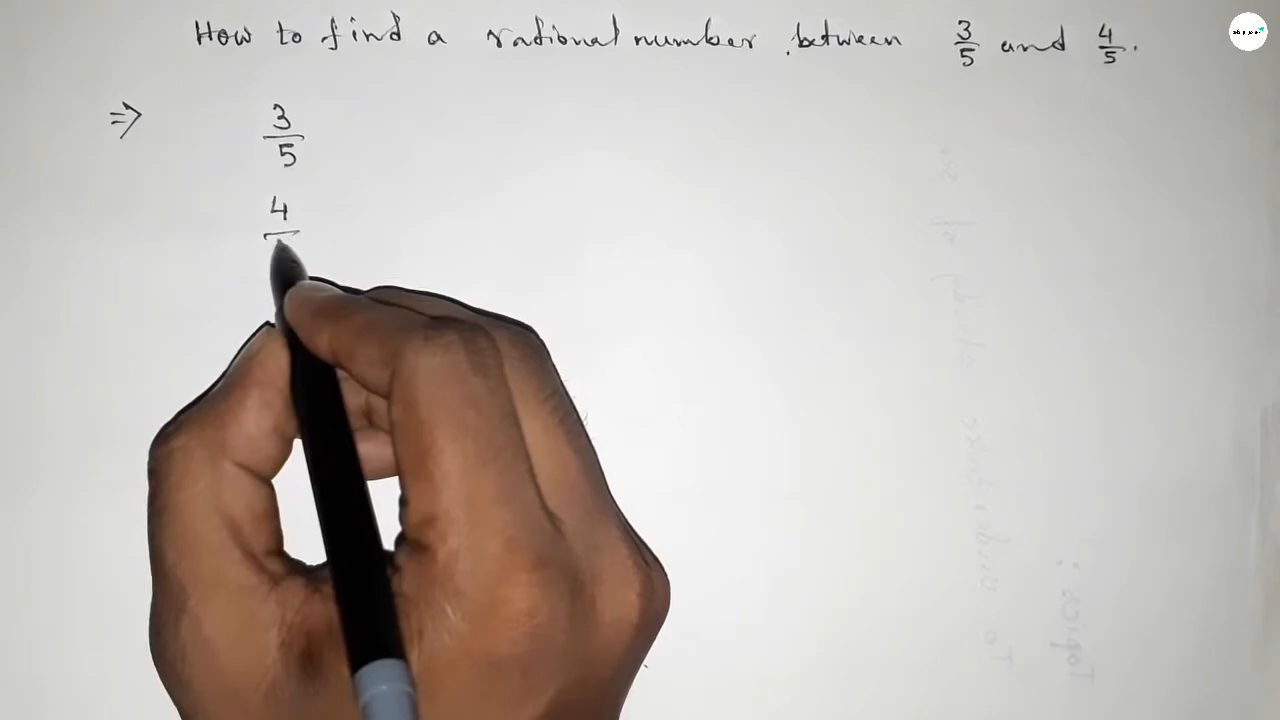 How to find a rational number between 3/5 and 4/5.
⇒ 3/5
4/